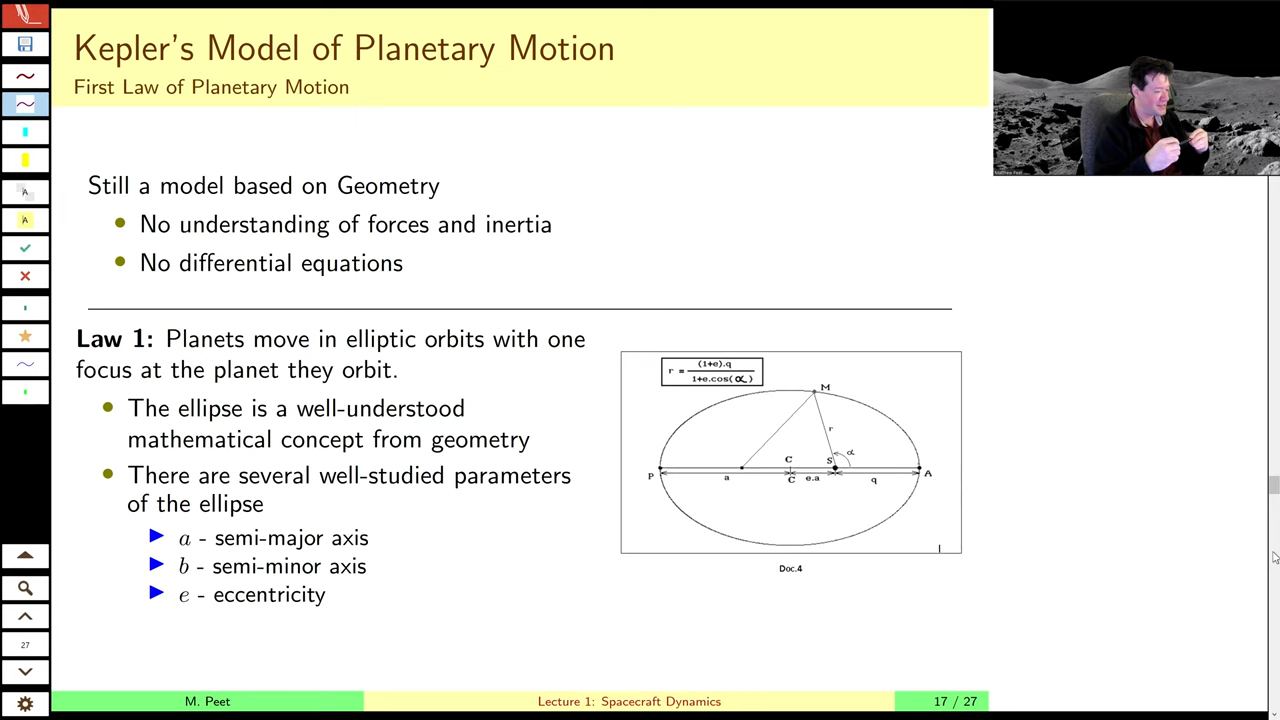 Kepler's Model of Planetary Motion
First Law of Planetary Motion
Matthew Peet
Still a model based on Geometry
No understanding of forces and inertia
No differential equations
Law 1: Planets move in elliptic orbits with one
focus at the planet they orbit.
The ellipse is a well-understood
mathematical concept from geometry
There are several well-studied parameters
of the ellipse
a - semi-major axis
b - semi-minor axis
e - eccentricity
r = (1+e).q / 1+e.cos(α)
M
r
α
C
S
P
A
a
C
e.a
q
Doc.4
A
A
27
M. Peet
Lecture 1: Spacecraft Dynamics
17 / 27